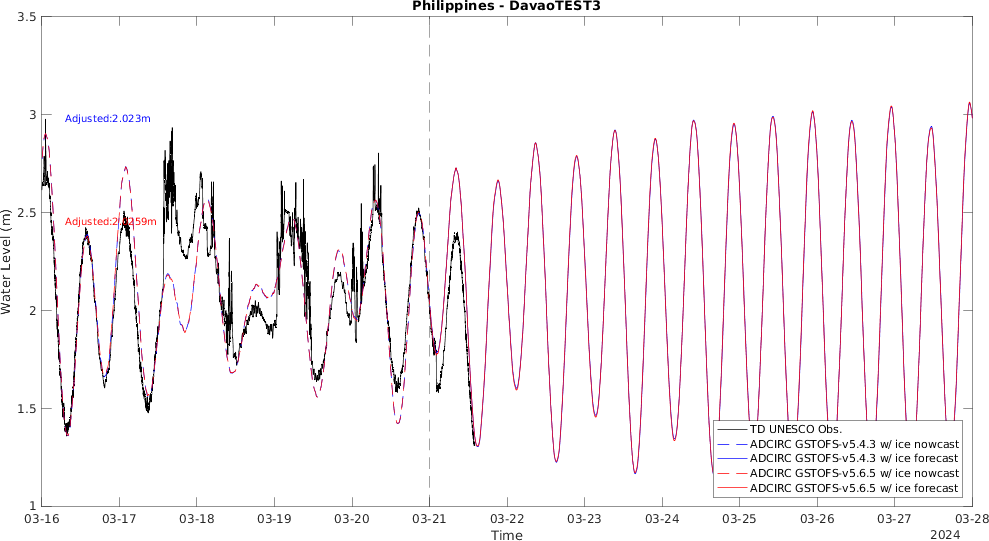 Philippines - DavaoTEST3
3.5
3
2.5
2
1.5
1
Water Level (m)
Adjusted:2.023m
03-16
03-17
03-18
03-19
03-20
03-21
03-22
03-23
03-24
03-25
03-26
03-27
03-28
Time
2024
TD UNESCO Obs.
ADCIRC GSTOFS-v5.4.3 w/ ice nowcast
ADCIRC GSTOFS-v5.4.3 w/ ice forecast
ADCIRC GSTOFS-v5.6.5 w/ ice nowcast
ADCIRC GSTOFS-v5.6.5 w/ ice forecast